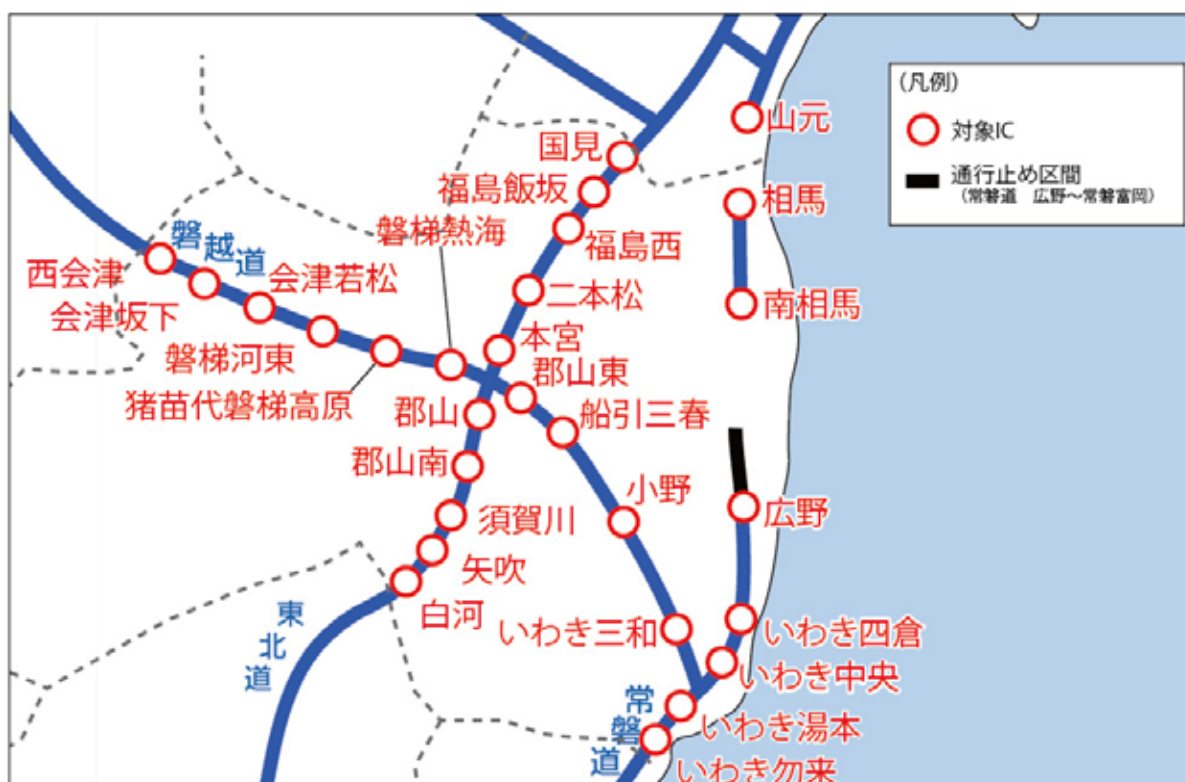 (凡例)
対象IC
通行止め区間
(常磐道 広野～常磐富岡)
山元
国見
福島飯坂
相馬
磐越道
磐梯熱海
福島西
西会津
会津若松
二本松
南相馬
会津坂下
本宮
磐梯河東
郡山東
猪苗代磐梯高原
郡山
船引三春
郡山南
小野
広野
須賀川
矢吹
白河
東北道
いわき三和
いわき四倉
いわき中央
常磐道
いわき湯本
いわき勿来